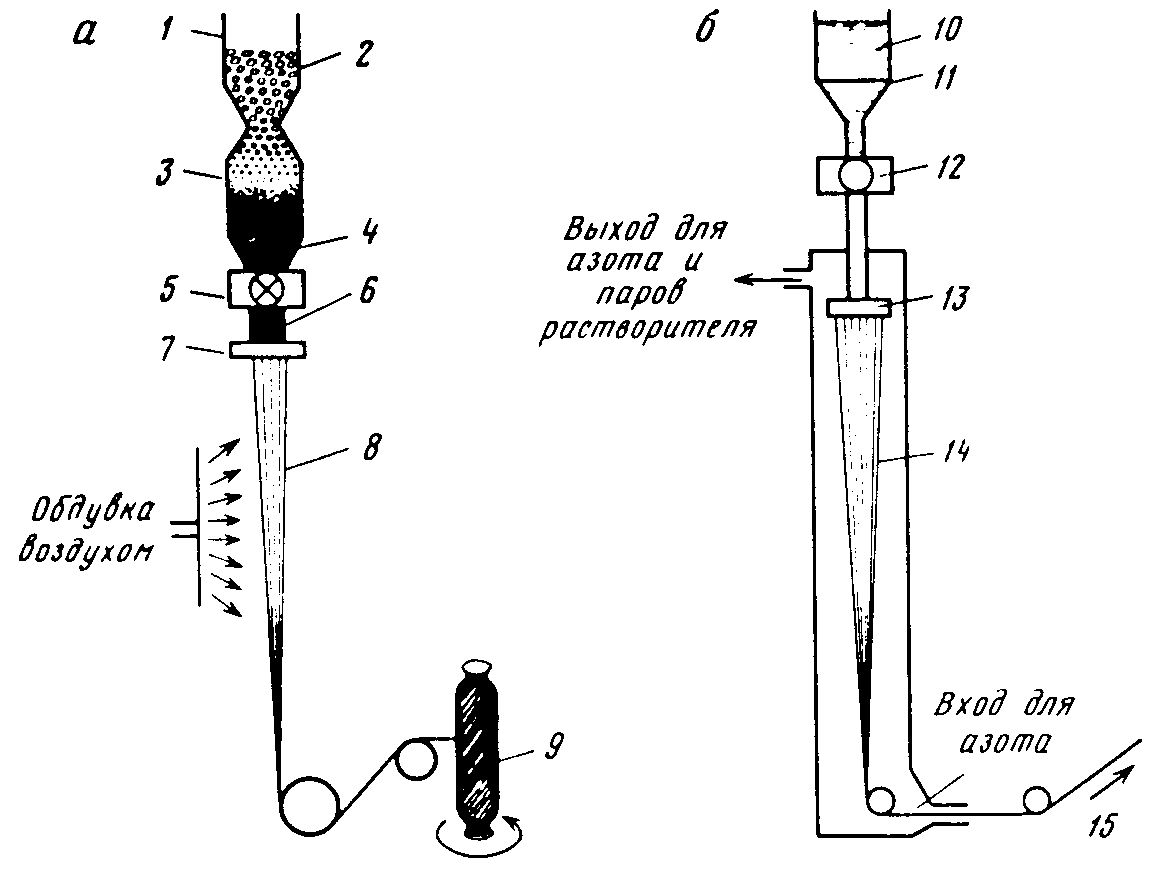 а
1
2
3
4
5
6
7
8
Обдувка
воздухом
9
б
10
11
12
Выход для
азота и
паров
растворителя
13
14
Вход для
азота
15